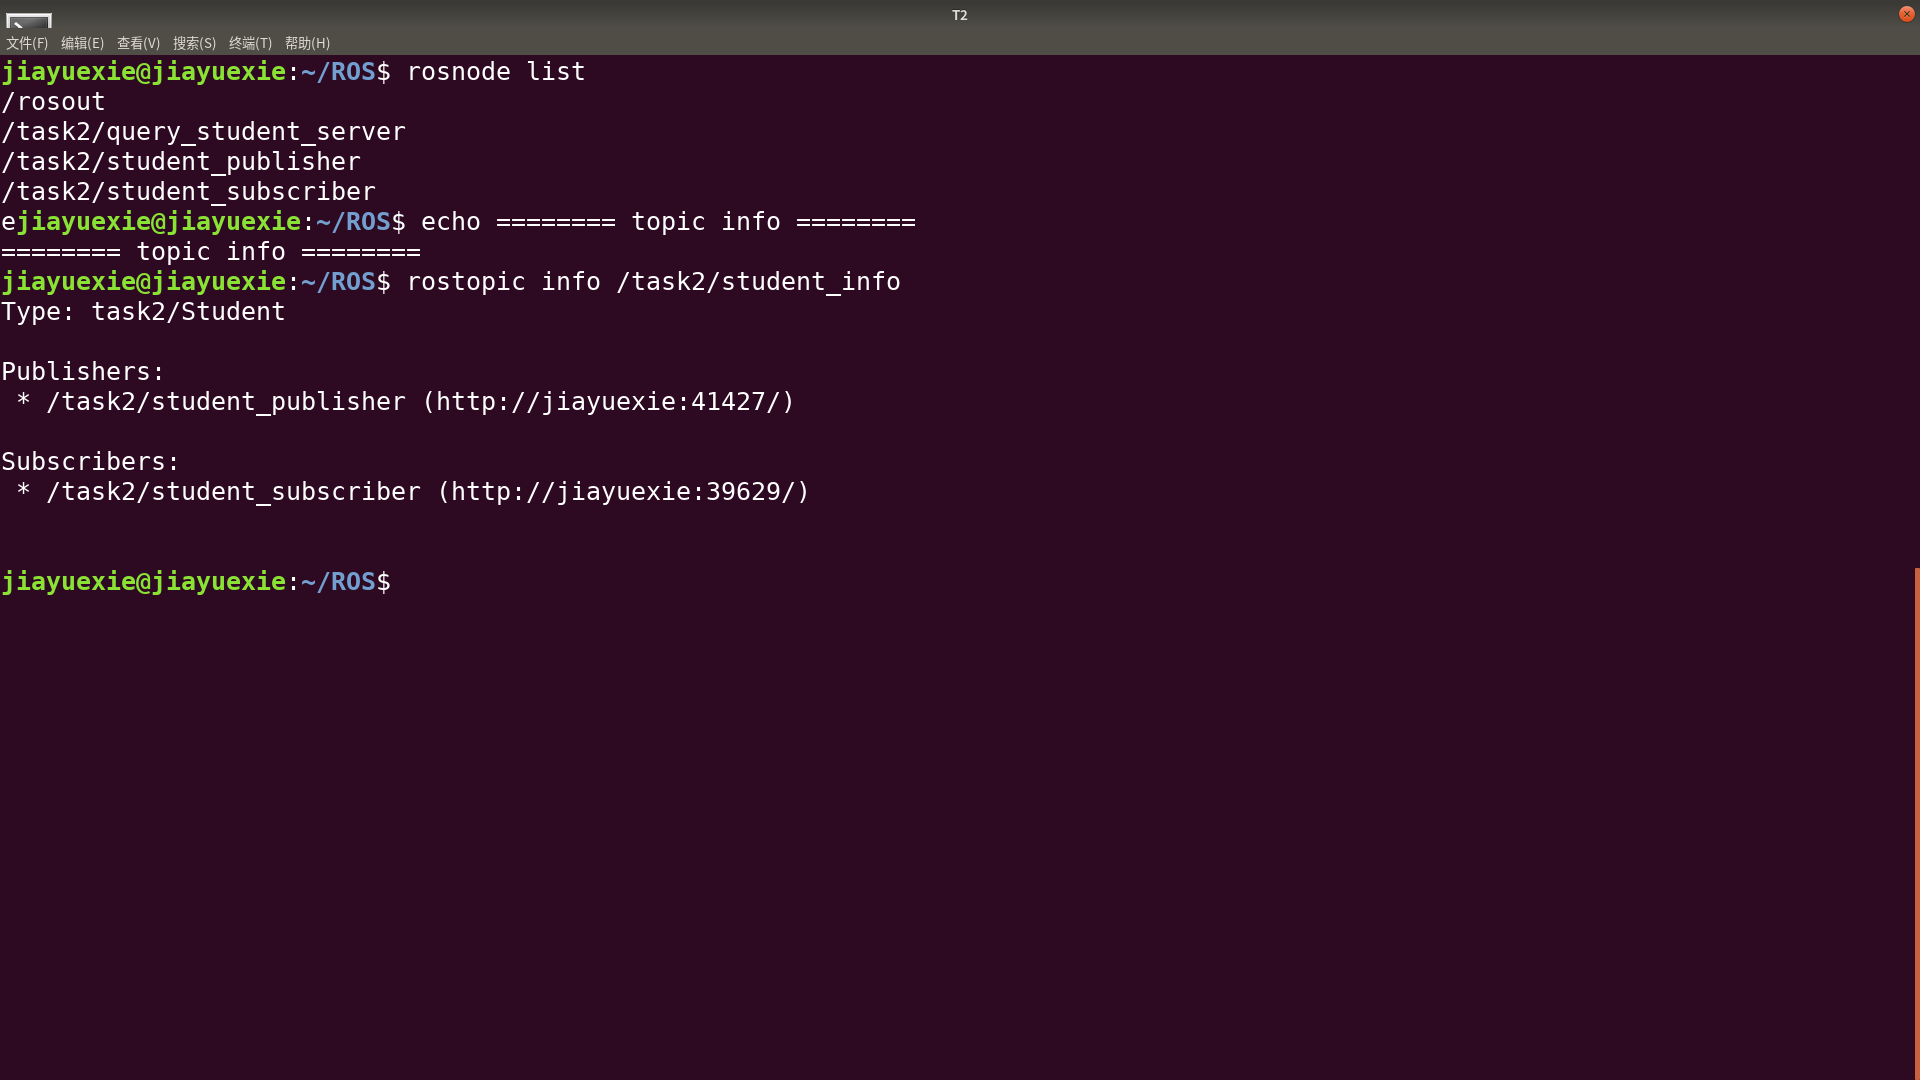 T2
文件(F) 编辑(E) 查看(V) 搜索(S) 终端(T) 帮助(H)
jiayuexie@jiayuexie:~/ROS$ rosnode list
/rosout
/task2/query_student_server
/task2/student_publisher
/task2/student_subscriber
ejiayuexie@jiayuexie:~/ROS$ echo ======== topic info ========
======== topic info ========
jiayuexie@jiayuexie:~/ROS$ rostopic info /task2/student_info
Type: task2/Student
Publishers:
 * /task2/student_publisher (http://jiayuexie:41427/)
Subscribers:
 * /task2/student_subscriber (http://jiayuexie:39629/)
jiayuexie@jiayuexie:~/ROS$